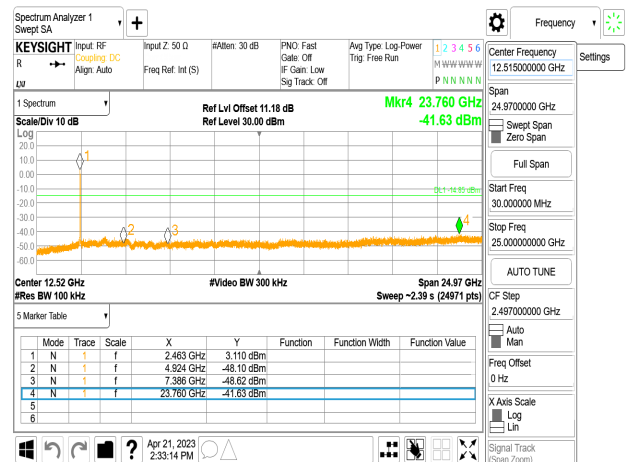 Spectrum Analyzer 1
Swept SA
Frequency
KEYSIGHT
R
LXI
Input: RF
Coupling: DC
Align: Auto
Input Z: 50 Ω
Freq Ref: Int (S)
#Atten: 30 dB
PNO: Fast
Gate: Off
IF Gain: Low
Sig Track: Off
Avg Type: Log-Power
Trig: Free Run
1 2 3 4 5 6
M W W W W W
P N N N N N
Center Frequency
12.515000000 GHz
Settings
Span
24.9700000 GHz
Swept Span
Zero Span
Full Span
Start Freq
30.000000 MHz
Stop Freq
25.000000000 GHz
AUTO TUNE
CF Step
2.497000000 GHz
Auto
Man
Freq Offset
0 Hz
X Axis Scale
Log
Lin
Signal Track
(Span Zoom)
1 Spectrum
Scale/Div 10 dB
Ref Lvl Offset 11.18 dB
Ref Level 30.00 dBm
Mkr4 23.760 GHz
-41.63 dBm
Log
20.0
10.0
0.00
-10.0
-20.0
-30.0
-40.0
-50.0
-60.0
1
2
3
4
DL1 -14.63 dBm
Center 12.52 GHz
#Res BW 100 kHz
#Video BW 300 kHz
Span 24.97 GHz
Sweep ~2.39 s (24971 pts)
5 Marker Table
Mode Trace Scale X Y Function Function Width Function Value
1 N 1 f 2.463 GHz 3.110 dBm
2 N 1 f 4.924 GHz -48.10 dBm
3 N 1 f 7.386 GHz -48.62 dBm
4 N 1 f 23.760 GHz -41.63 dBm
5
6
?
Apr 21, 2023
2:33:14 PM